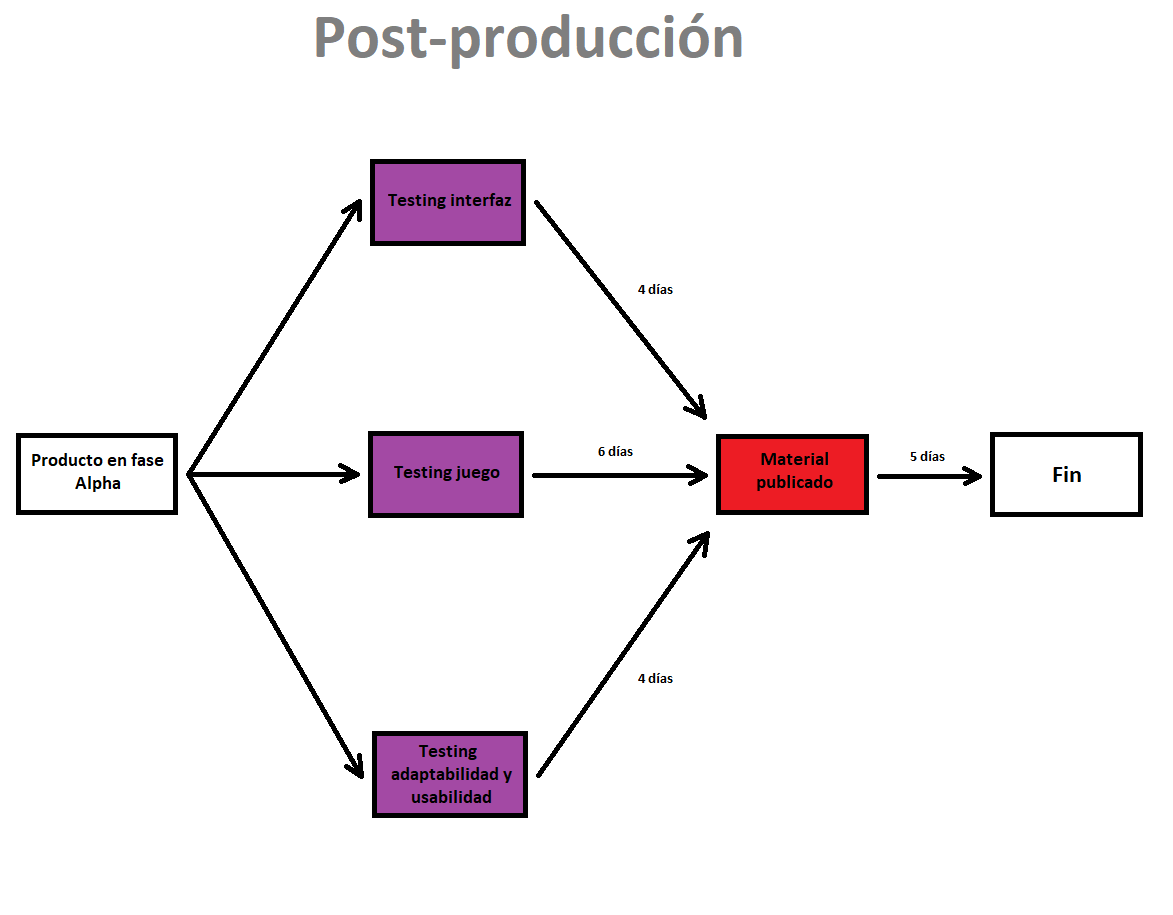 Post-producción
Testing interfaz
4 días
Producto en fase
Alpha
Testing juego
6 días
Material
publicado
5 días
Fin
4 días
Testing
adaptabilidad y
usabilidad